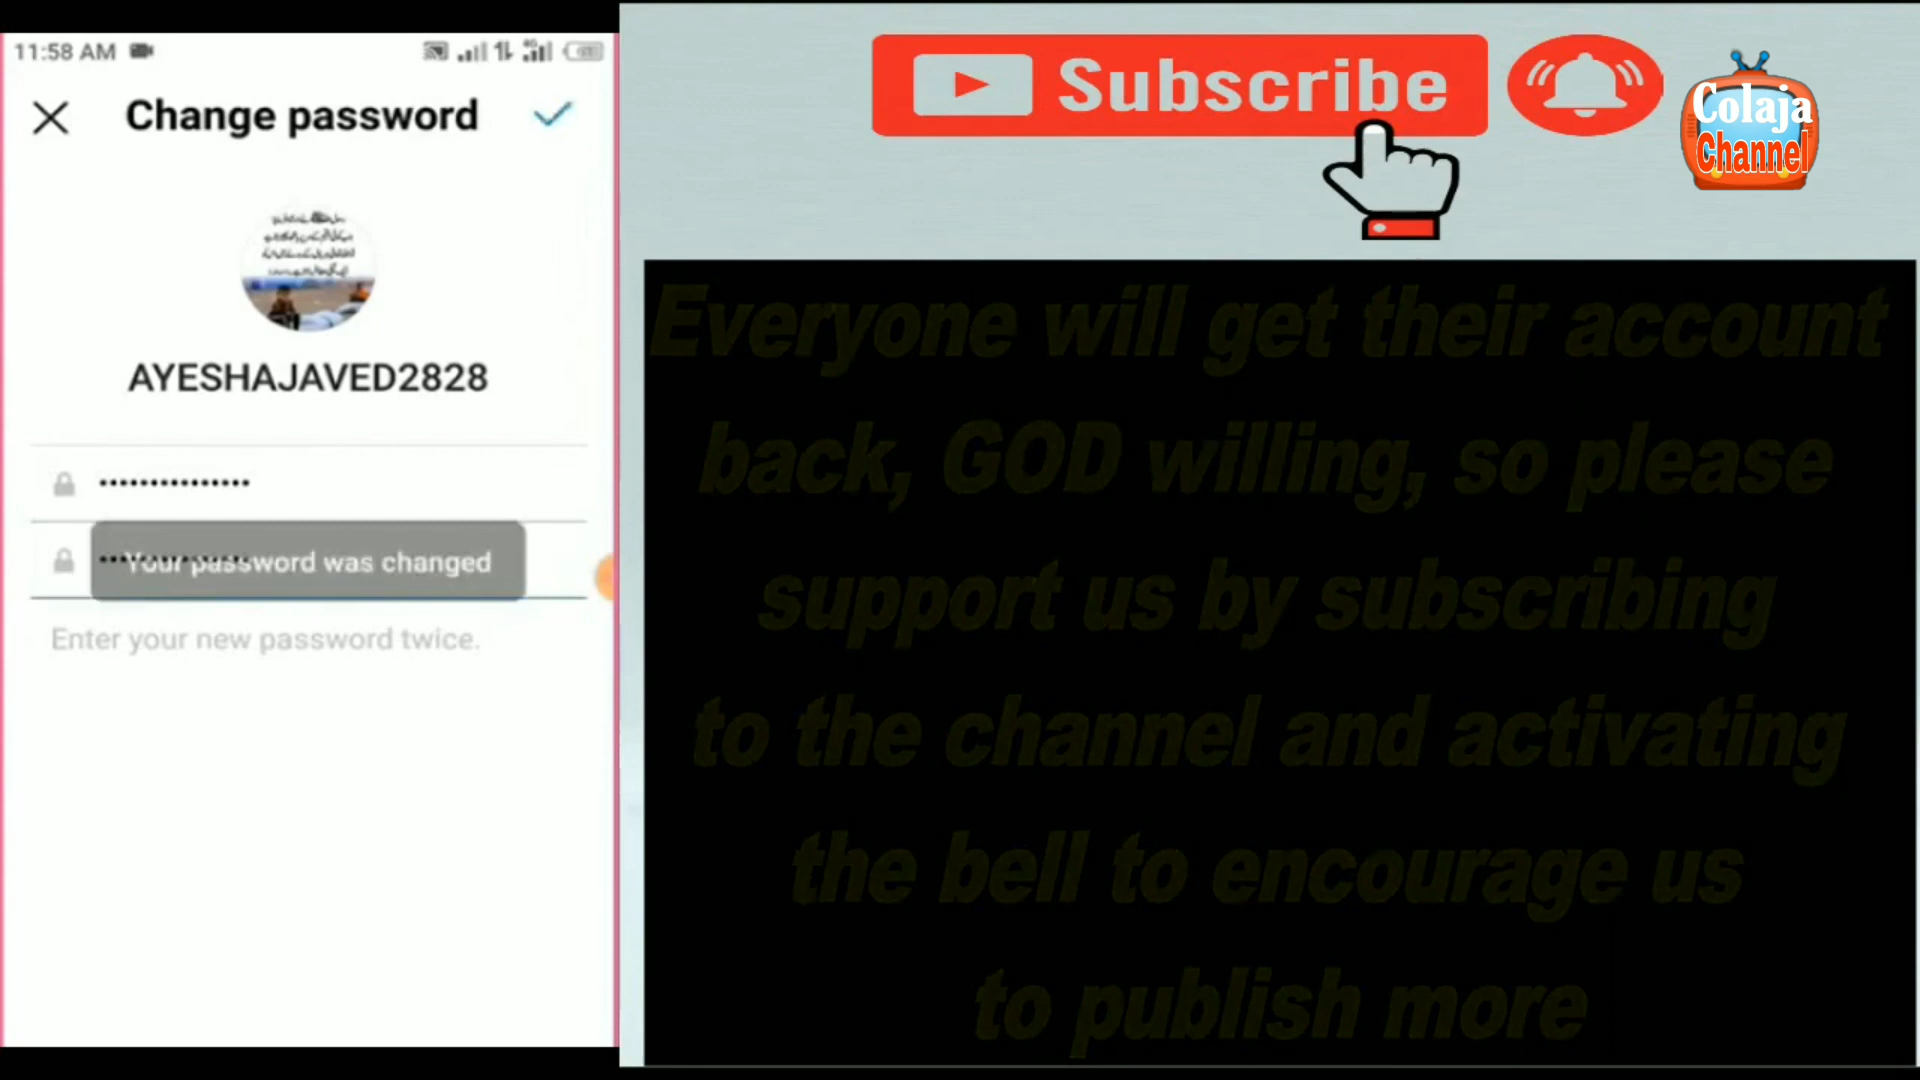 11:58 AM
Change password
AYESHAJAVED2828
Your password was changed
Enter your new password twice.
Subscribe
Colaja
Channel
Everyone will get their account
back, GOD willing, so please
support us by subscribing
to the channel and activating
the bell to encourage us
to publish more